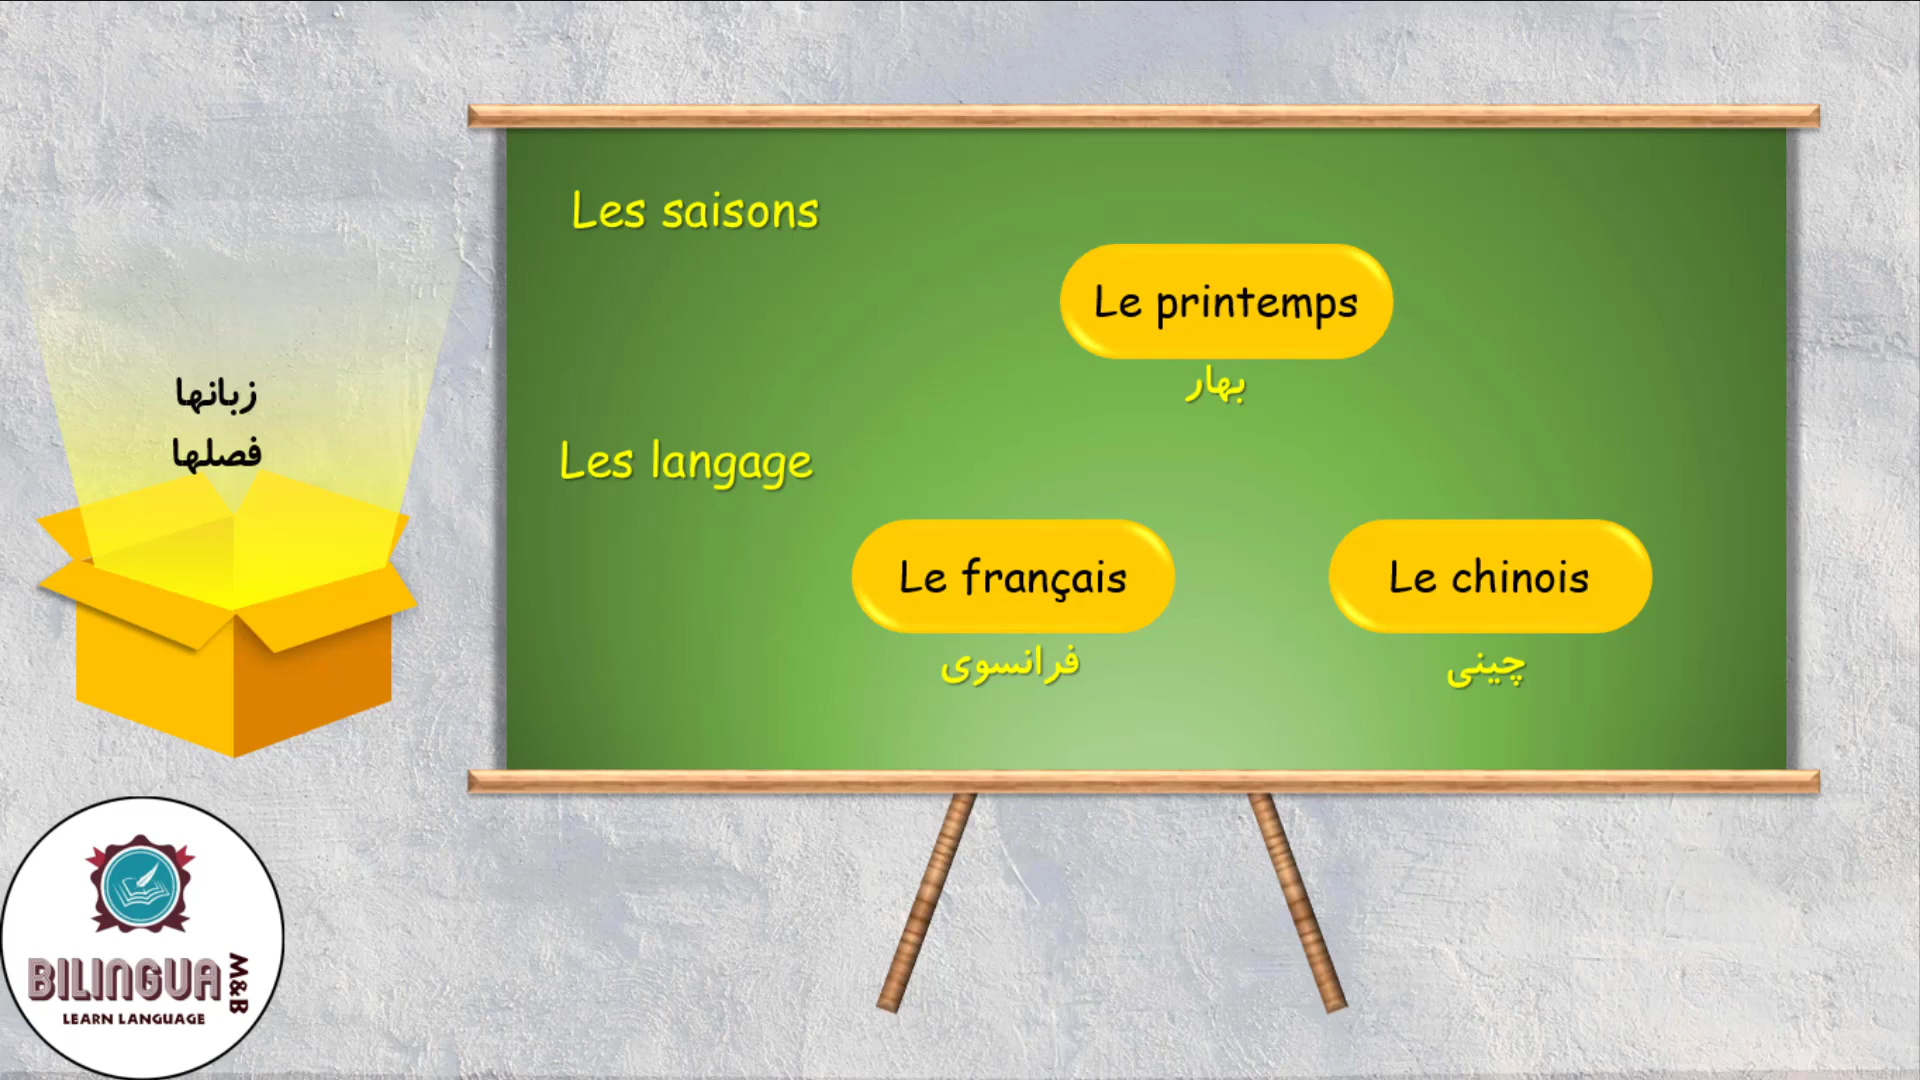 Les saisons
Le printemps
بهار
زبانها
فصلها
Les langage
Le français
Le chinois
فرانسوی
چینی
BILINGUA
M&B
LEARN LANGUAGE